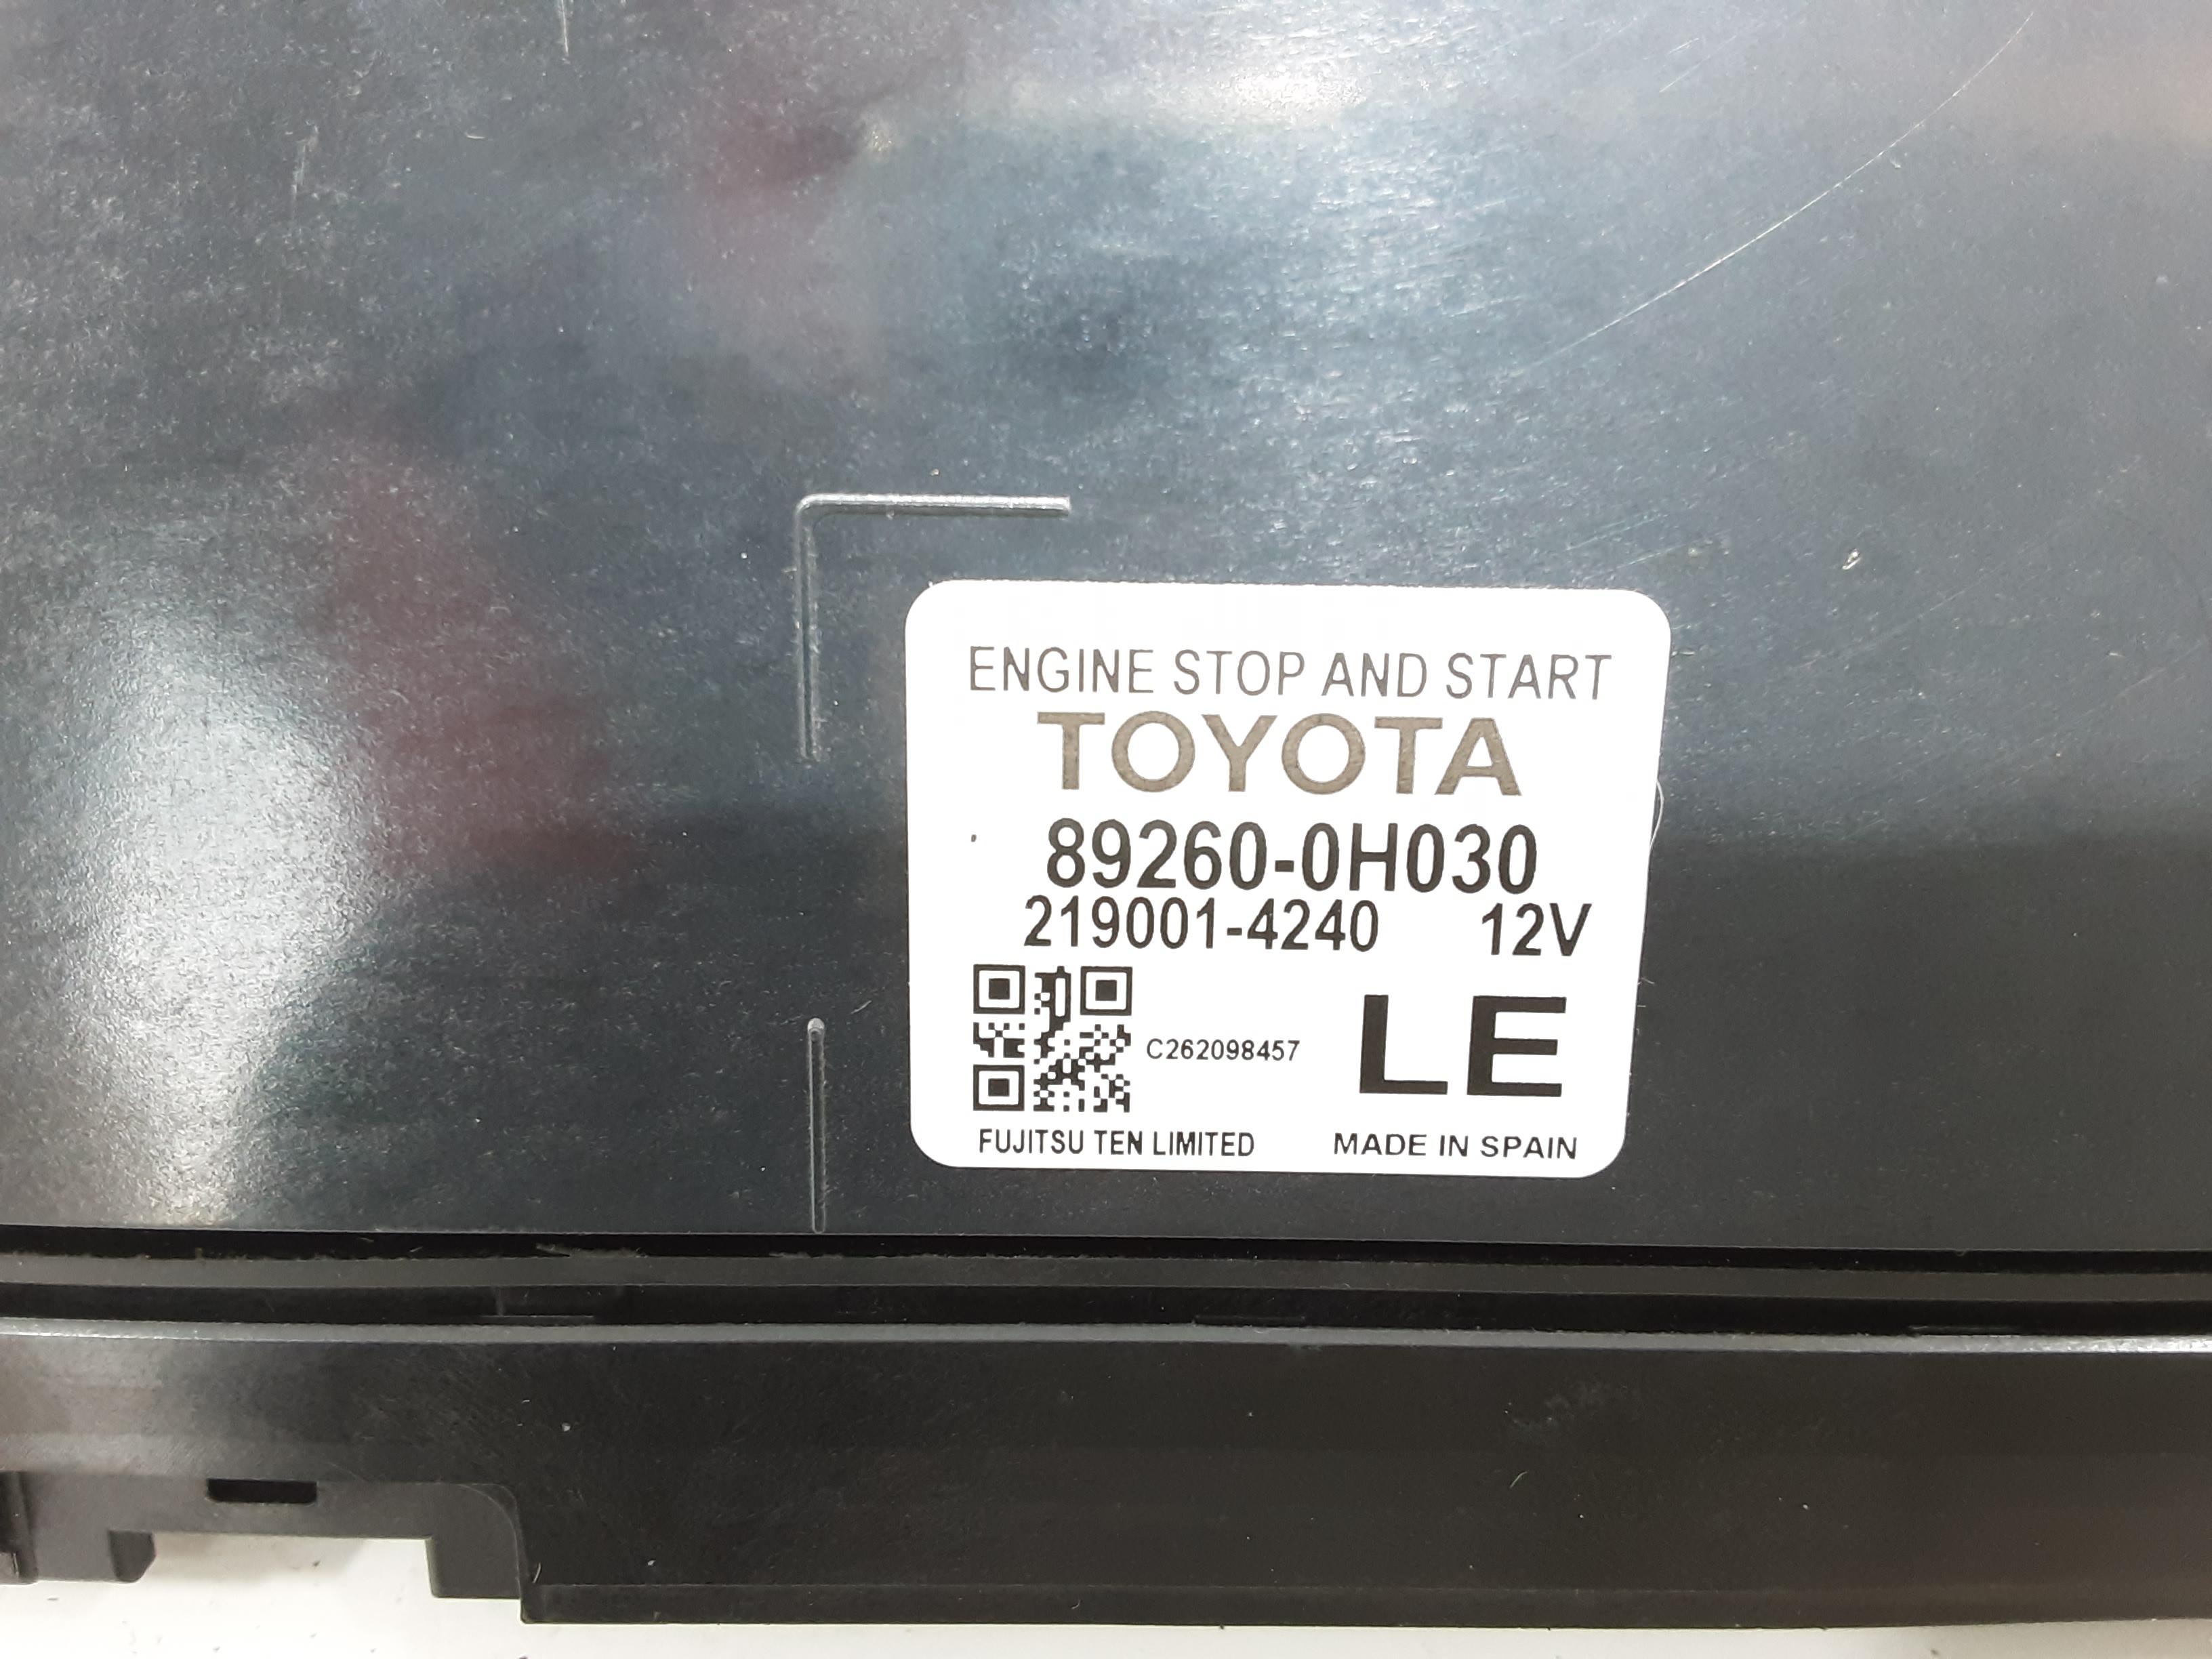 ENGINE STOP AND START
TOYOTA
89260-0H030
219001-4240 12V
C262098457 LE
FUJITSU TEN LIMITED MADE IN SPAIN